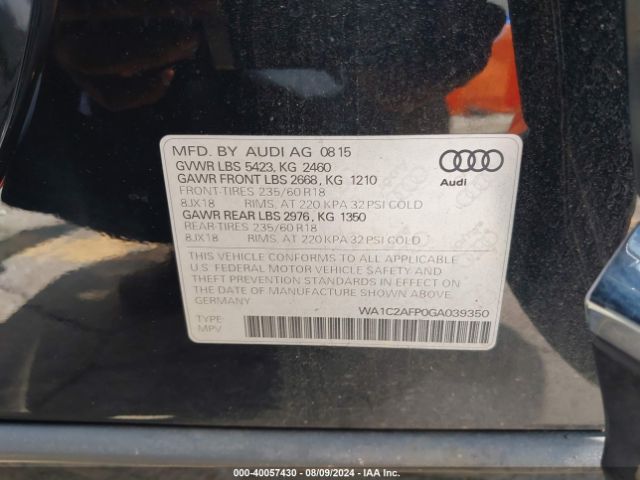 MFD. BY AUDI AG 08 15
GVWR LBS 5423, KG 2460
GAWR FRONT LBS 2668, KG 1210
FRONT-TIRES 235/60 R18
8JX18 RIMS, AT 220 KPA 32 PSI COLD
GAWR REAR LBS 2976, KG 1350
REAR-TIRES 235/60 R18
8JX18 RIMS, AT 220 KPA 32 PSI COLD
Audi
THIS VEHICLE CONFORMS TO ALL APPLICABLE
U.S. FEDERAL MOTOR VEHICLE SAFETY AND
THEFT PREVENTION STANDARDS IN EFFECT ON
THE DATE OF MANUFACTURE SHOWN ABOVE.
GERMANY
WA1C2AFP0GA039350
TYPE
MPV
000-40057430 - 08/09/2024 - IAA Inc.